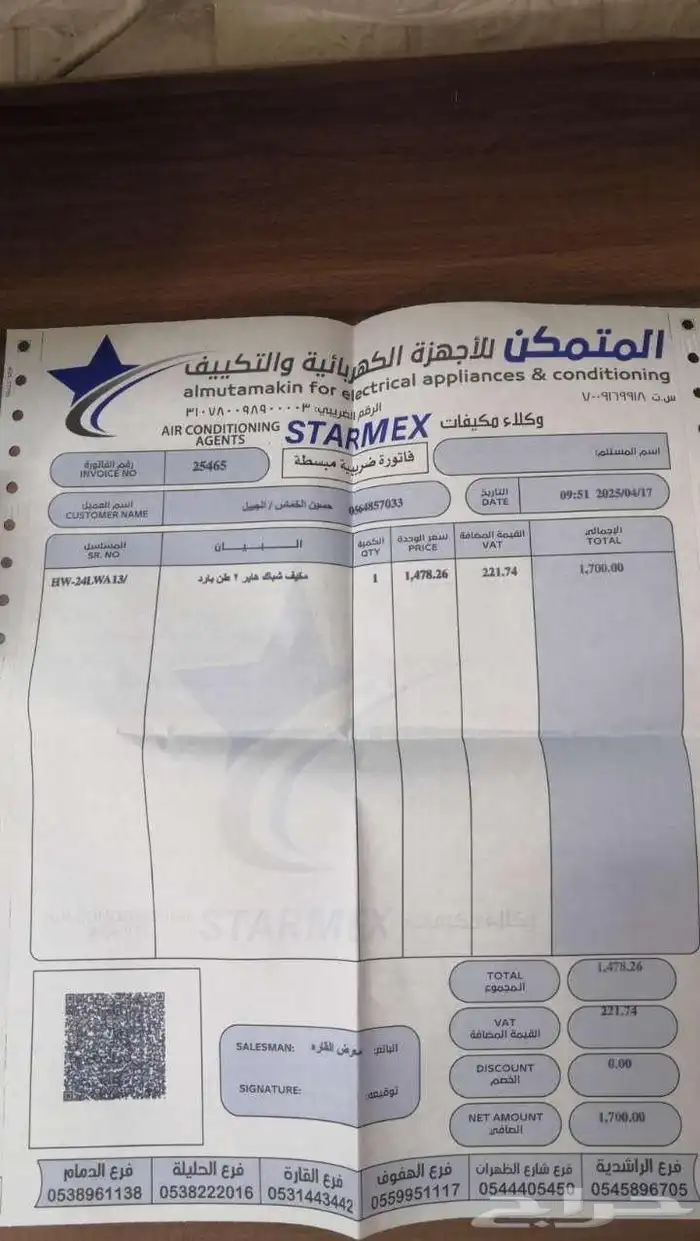 المتمكن للأجهزة الكهربائية والتكييف
almutamakin for electrical appliances & conditioning
س.ت ٧٠٠٩١٦٩٩١٨
الرقم الضريبي: ٣١٠٧٨٠٠٩٨٩٠٠٠٠٣
وكلاء مكيفات STARMEX AIR CONDITIONING AGENTS
فاتورة ضريبية مبسطة
اسم المستلم:
رقم الفاتورة INVOICE NO 25465
التاريخ DATE 09:51 2025/04/17
اسم العميل CUSTOMER NAME حسين الخماس / الجبيل 0564857033
المسلسل SR. NO البيان الكمية QTY سعر الوحدة PRICE القيمة المضافة VAT الإجمالي TOTAL
HW-24LWA13/ مكيف شباك هاير ٢ طن بارد 1 1,478.26 221.74 1,700.00
STARMEX
TOTAL المجموع 1,478.26
VAT القيمة المضافة 221.74
DISCOUNT الخصم 0.00
NET AMOUNT الصافي 1,700.00
SALESMAN: معرض القاره البائع:
SIGNATURE: توقيعه:
فرع الراشدية 0545896705
فرع شارع الظهران 0544405450
فرع الهفوف 0559951117
فرع القارة 0531443442
فرع الحليلة 0538222016
فرع الدمام 0538961138
حراج